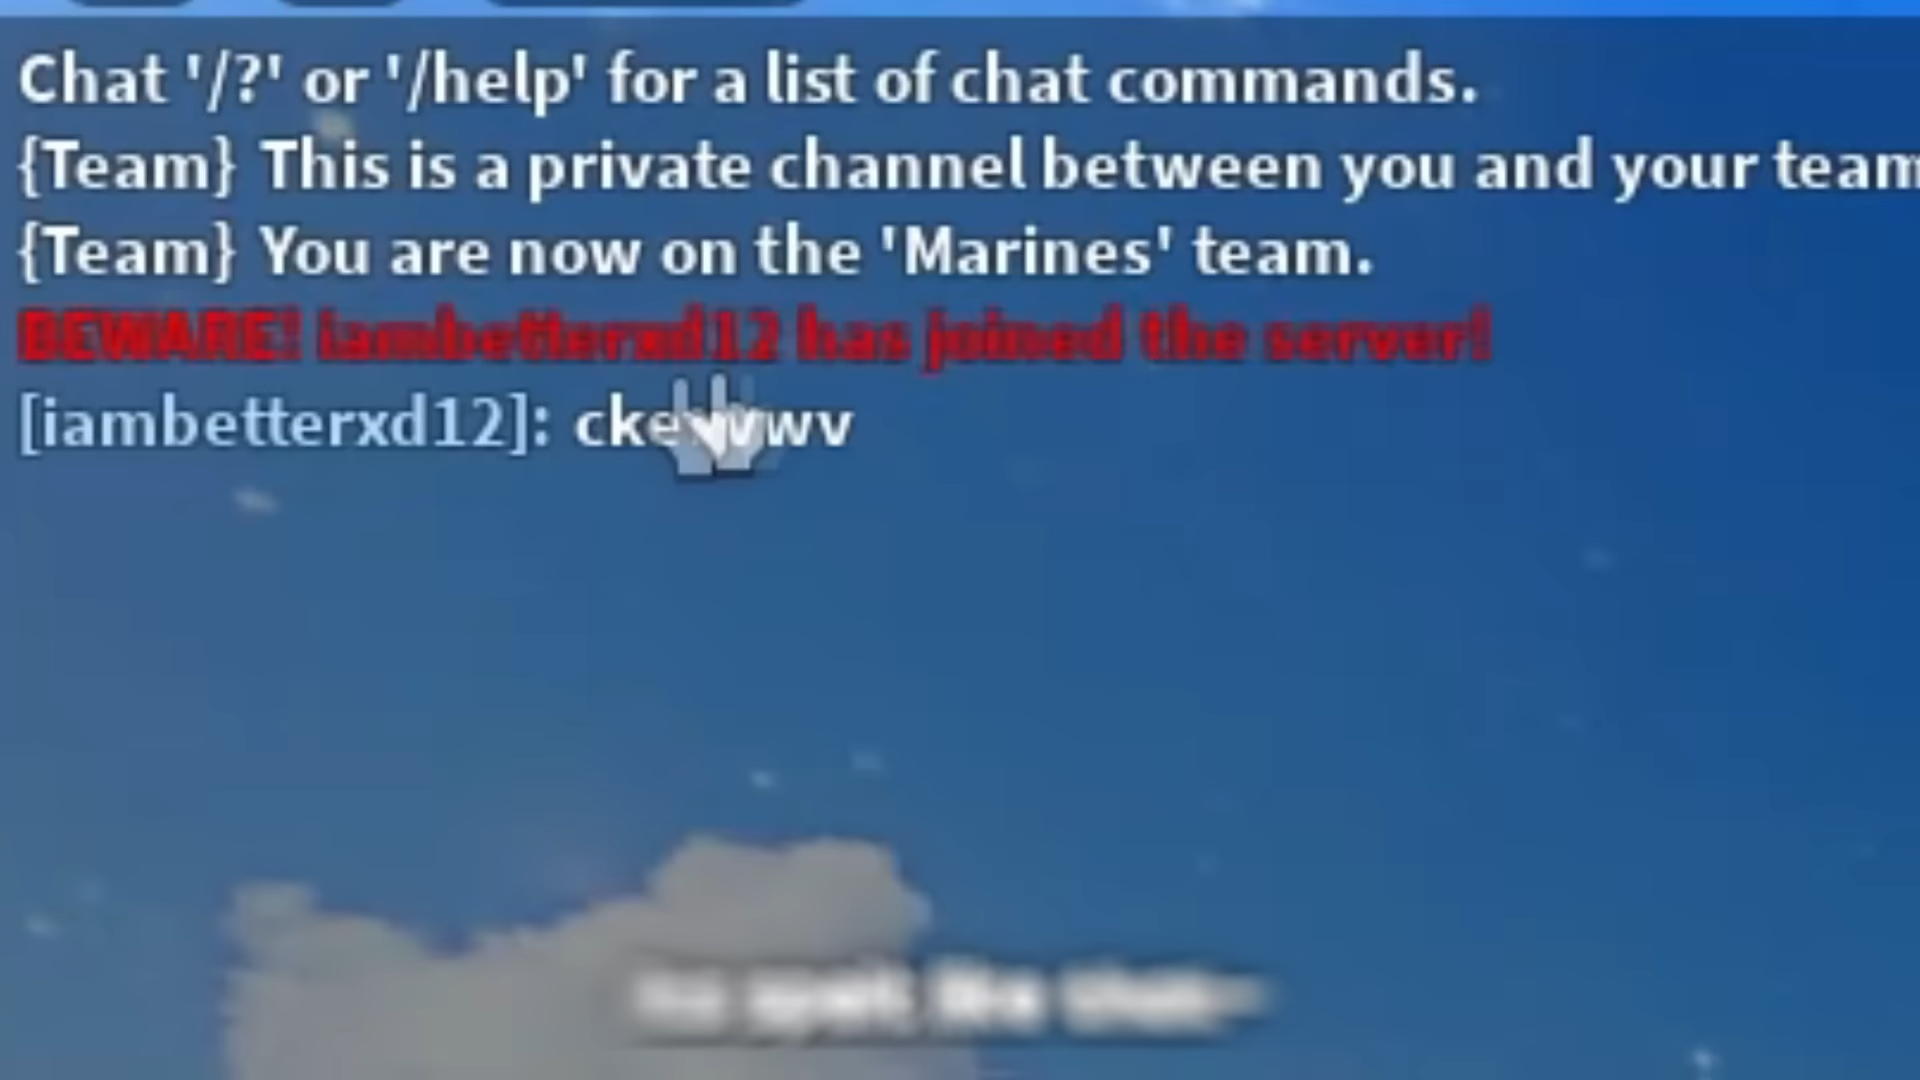 Chat '/?' or '/help' for a list of chat commands.
{Team} This is a private channel between you and your team
{Team} You are now on the 'Marines' team.
BEWARE! iambetterxd12 has joined the server!
[iambetterxd12]: